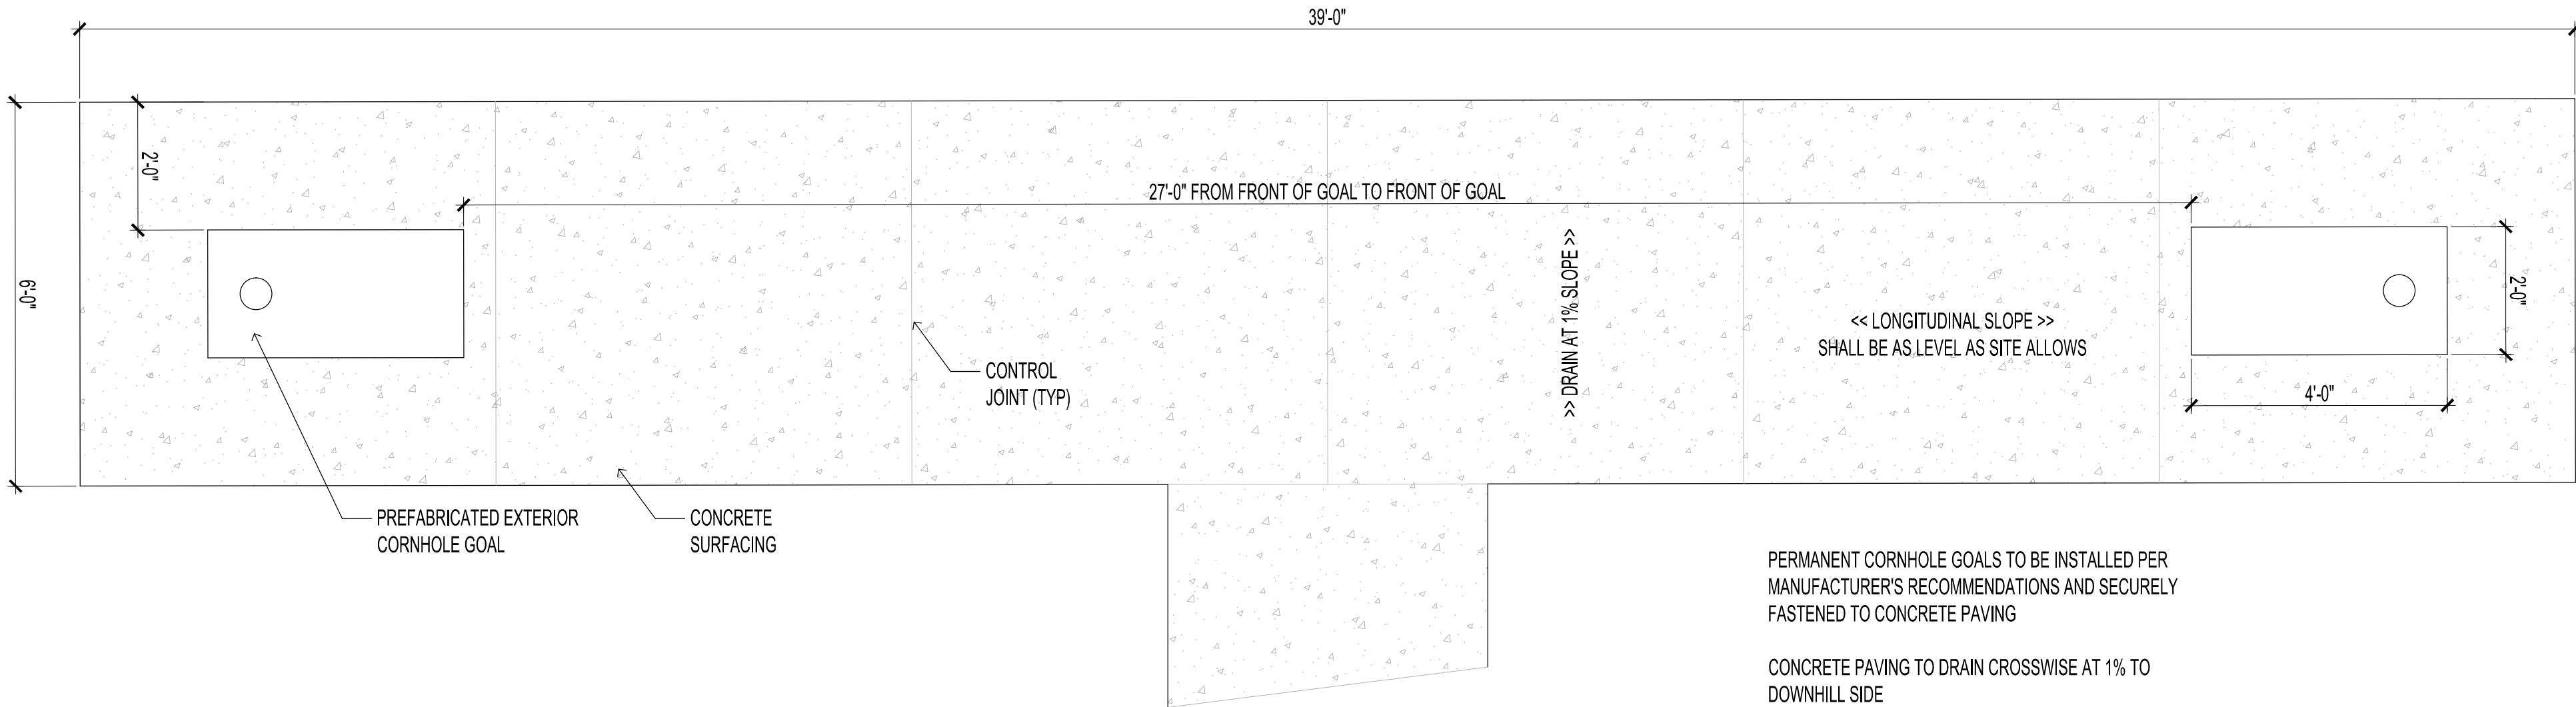 39'-0"
2'-0"
6'-0"
27'-0" FROM FRONT OF GOAL TO FRONT OF GOAL
>> DRAIN AT 1% SLOPE >>
<< LONGITUDINAL SLOPE >>
SHALL BE AS LEVEL AS SITE ALLOWS
2'-0"
4'-0"
CONTROL
JOINT (TYP)
PREFABRICATED EXTERIOR
CORNHOLE GOAL
CONCRETE
SURFACING
PERMANENT CORNHOLE GOALS TO BE INSTALLED PER
MANUFACTURER'S RECOMMENDATIONS AND SECURELY
FASTENED TO CONCRETE PAVING
CONCRETE PAVING TO DRAIN CROSSWISE AT 1% TO
DOWNHILL SIDE